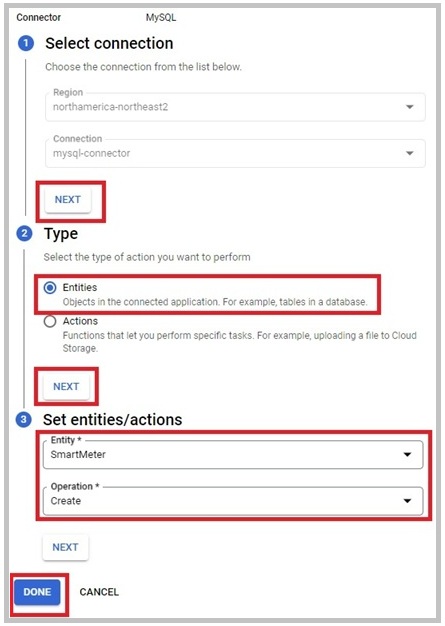 Connector MySQL
1 Select connection
Choose the connection from the list below.
Region
northamerica-northeast2
Connection
mysql-connector
NEXT
2 Type
Select the type of action you want to perform
Entities
Objects in the connected application. For example, tables in a database.
Actions
Functions that let you perform specific tasks. For example, uploading a file to Cloud
Storage.
NEXT
3 Set entities/actions
Entity *
SmartMeter
Operation *
Create
NEXT
DONE CANCEL